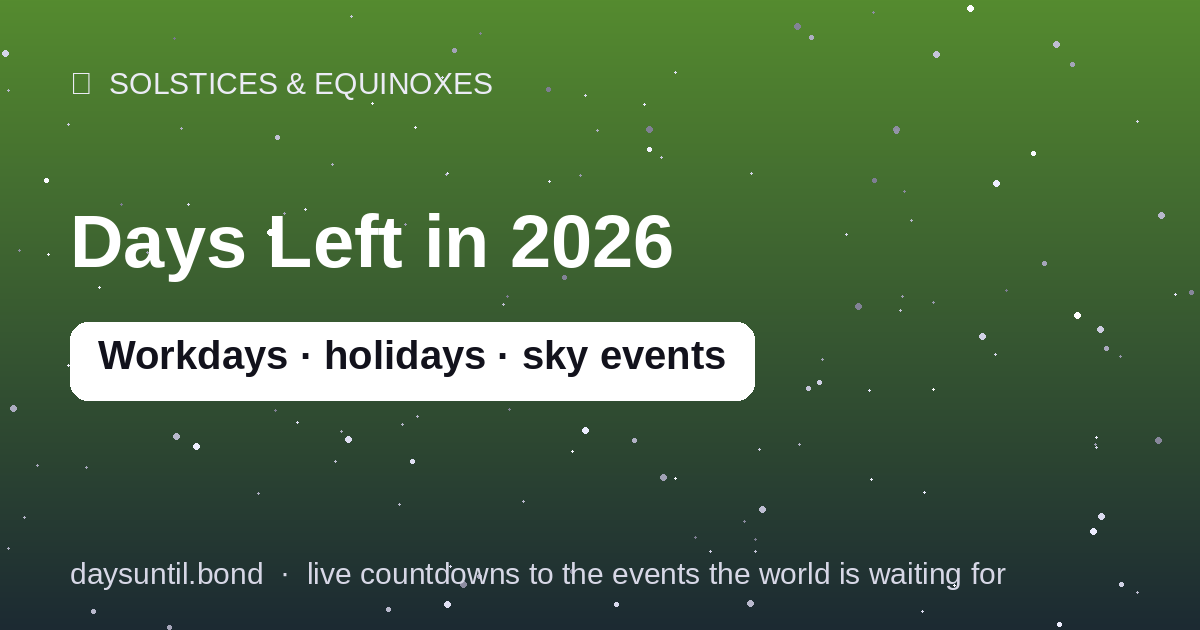 SOLSTICES & EQUINOXES
Days Left in 2026
Workdays · holidays · sky events
daysuntil.bond · live countdowns to the events the world is waiting for